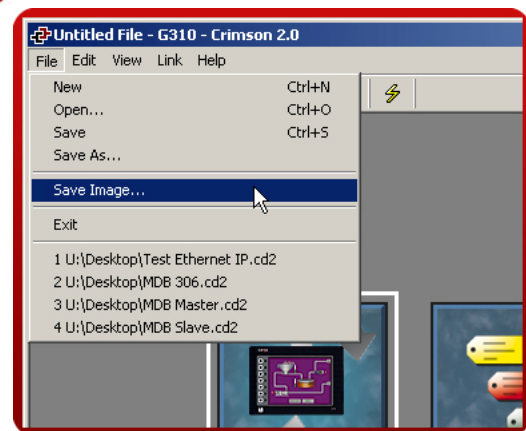 Untitled File - G310 - Crimson 2.0
File Edit View Link Help
New Ctrl+N
Open... Ctrl+O
Save Ctrl+S
Save As...
Save Image...
Exit
1 U:\Desktop\Test Ethernet IP.cd2
2 U:\Desktop\MDB 306.cd2
3 U:\Desktop\MDB Master.cd2
4 U:\Desktop\MDB Slave.cd2